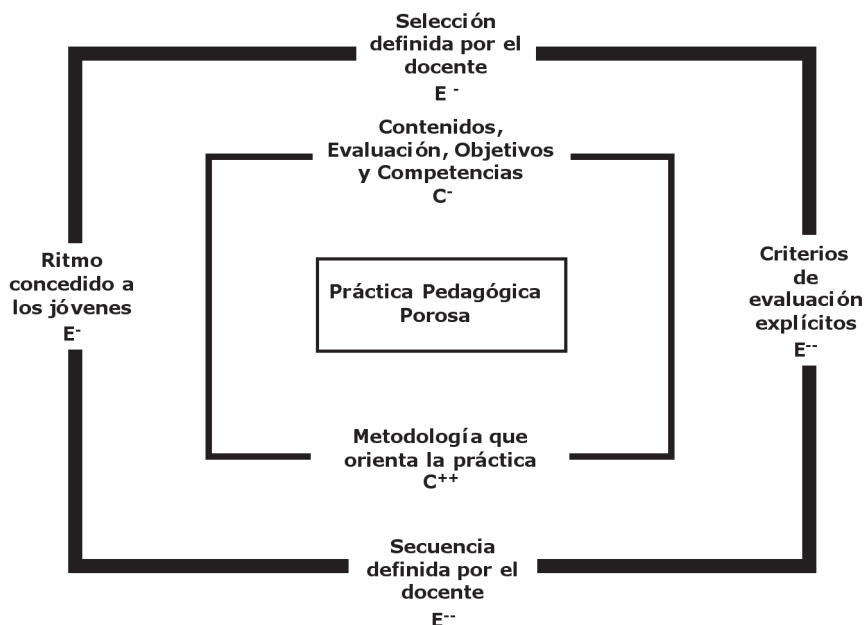 Selección
definida por el
docente
E -
Contenidos,
Evaluación, Objetivos
y Competencias
C-
Ritmo
concedido a
los jóvenes
E-
Práctica Pedagógica
Porosa
Criterios
de
evaluación
explícitos
E--
Metodología que
orienta la práctica
C++
Secuencia
definida por el
docente
E--